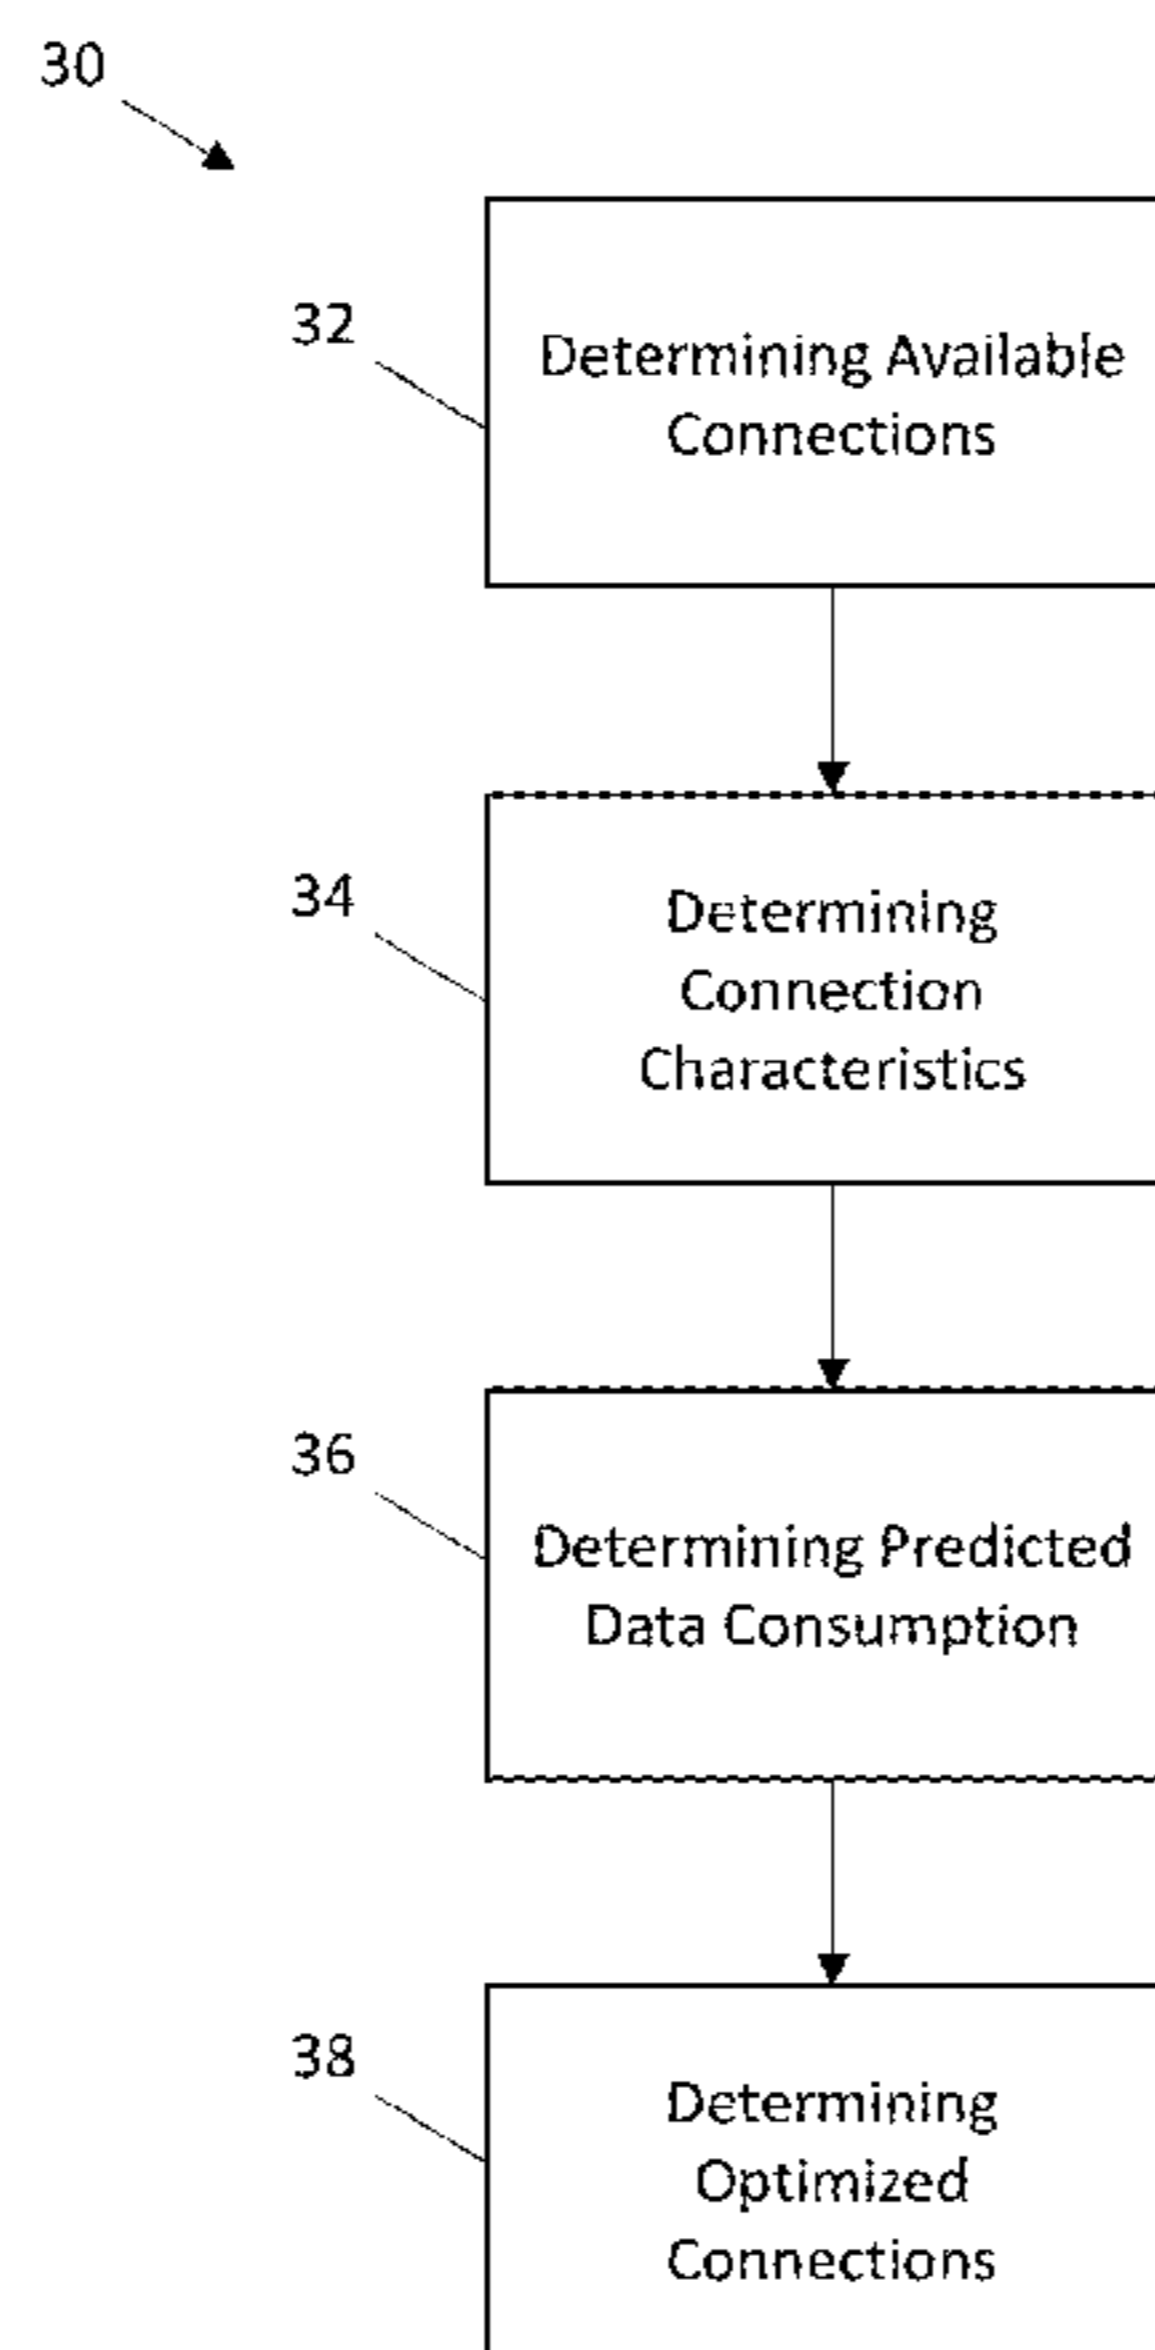 30
32
Determining Available
Connections
34
Determining
Connection
Characteristics
36
Determining Predicted
Data Consumption
38
Determining
Optimized
Connections